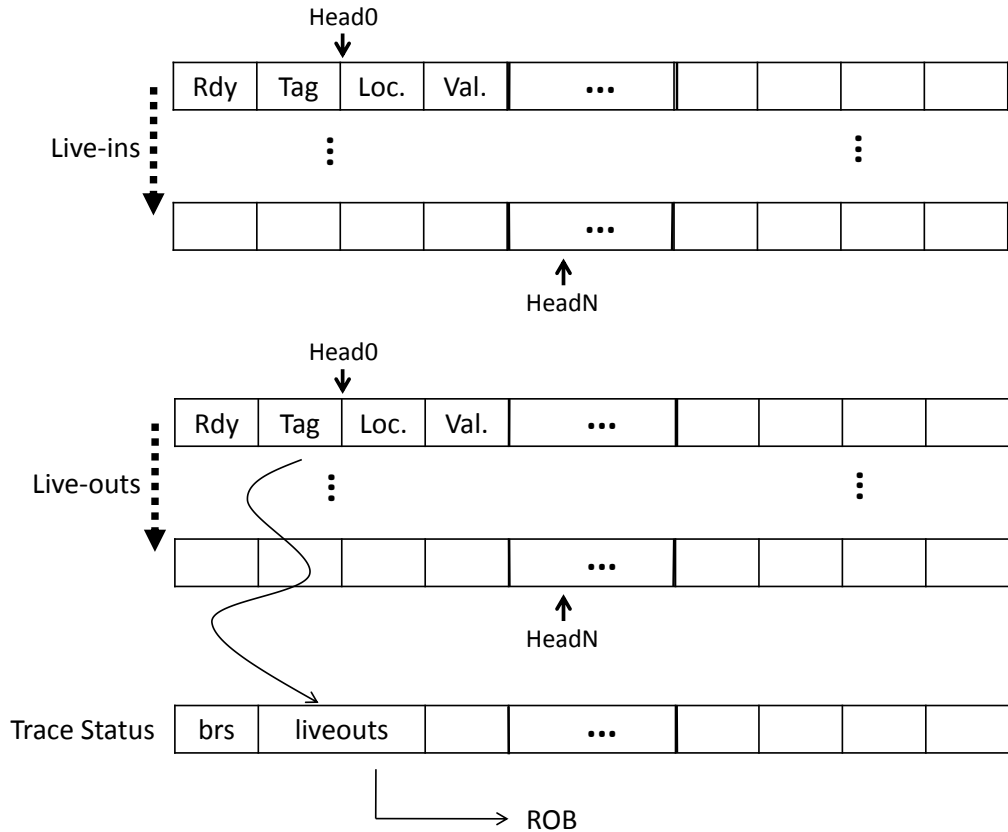 Head0
Rdy Tag Loc. Val. ...
Live-ins
...
HeadN
Head0
Rdy Tag Loc. Val. ...
Live-outs
...
HeadN
Trace Status brs liveouts ...
ROB